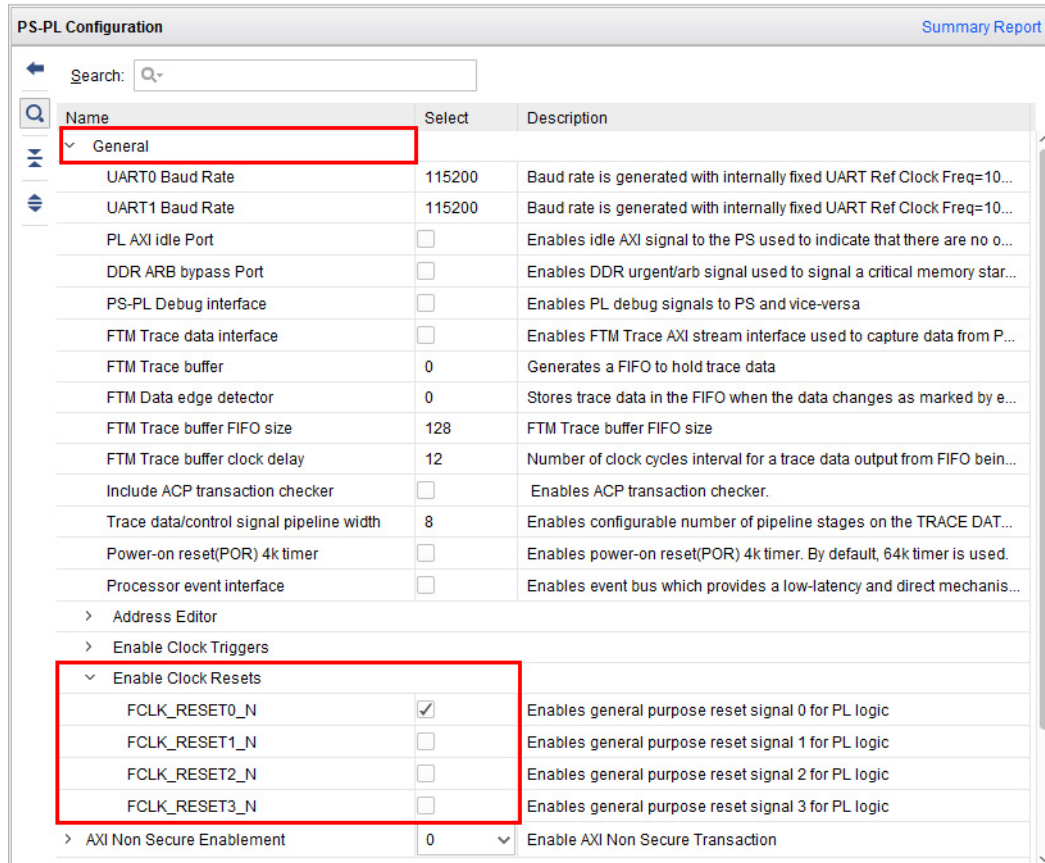 PS-PL Configuration Summary Report
Search:
Name Select Description
General
UART0 Baud Rate 115200 Baud rate is generated with internally fixed UART Ref Clock Freq=10...
UART1 Baud Rate 115200 Baud rate is generated with internally fixed UART Ref Clock Freq=10...
PL AXI idle Port Enables idle AXI signal to the PS used to indicate that there are no o...
DDR ARB bypass Port Enables DDR urgent/arb signal used to signal a critical memory star...
PS-PL Debug interface Enables PL debug signals to PS and vice-versa
FTM Trace data interface Enables FTM Trace AXI stream interface used to capture data from P...
FTM Trace buffer 0 Generates a FIFO to hold trace data
FTM Data edge detector 0 Stores trace data in the FIFO when the data changes as marked by e...
FTM Trace buffer FIFO size 128 FTM Trace buffer FIFO size
FTM Trace buffer clock delay 12 Number of clock cycles interval for a trace data output from FIFO bein...
Include ACP transaction checker Enables ACP transaction checker.
Trace data/control signal pipeline width 8 Enables configurable number of pipeline stages on the TRACE DAT...
Power-on reset(POR) 4k timer Enables power-on reset(POR) 4k timer. By default, 64k timer is used.
Processor event interface Enables event bus which provides a low-latency and direct mechanis...
Address Editor
Enable Clock Triggers
Enable Clock Resets
FCLK_RESET0_N Enables general purpose reset signal 0 for PL logic
FCLK_RESET1_N Enables general purpose reset signal 1 for PL logic
FCLK_RESET2_N Enables general purpose reset signal 2 for PL logic
FCLK_RESET3_N Enables general purpose reset signal 3 for PL logic
AXI Non Secure Enablement 0 Enable AXI Non Secure Transaction